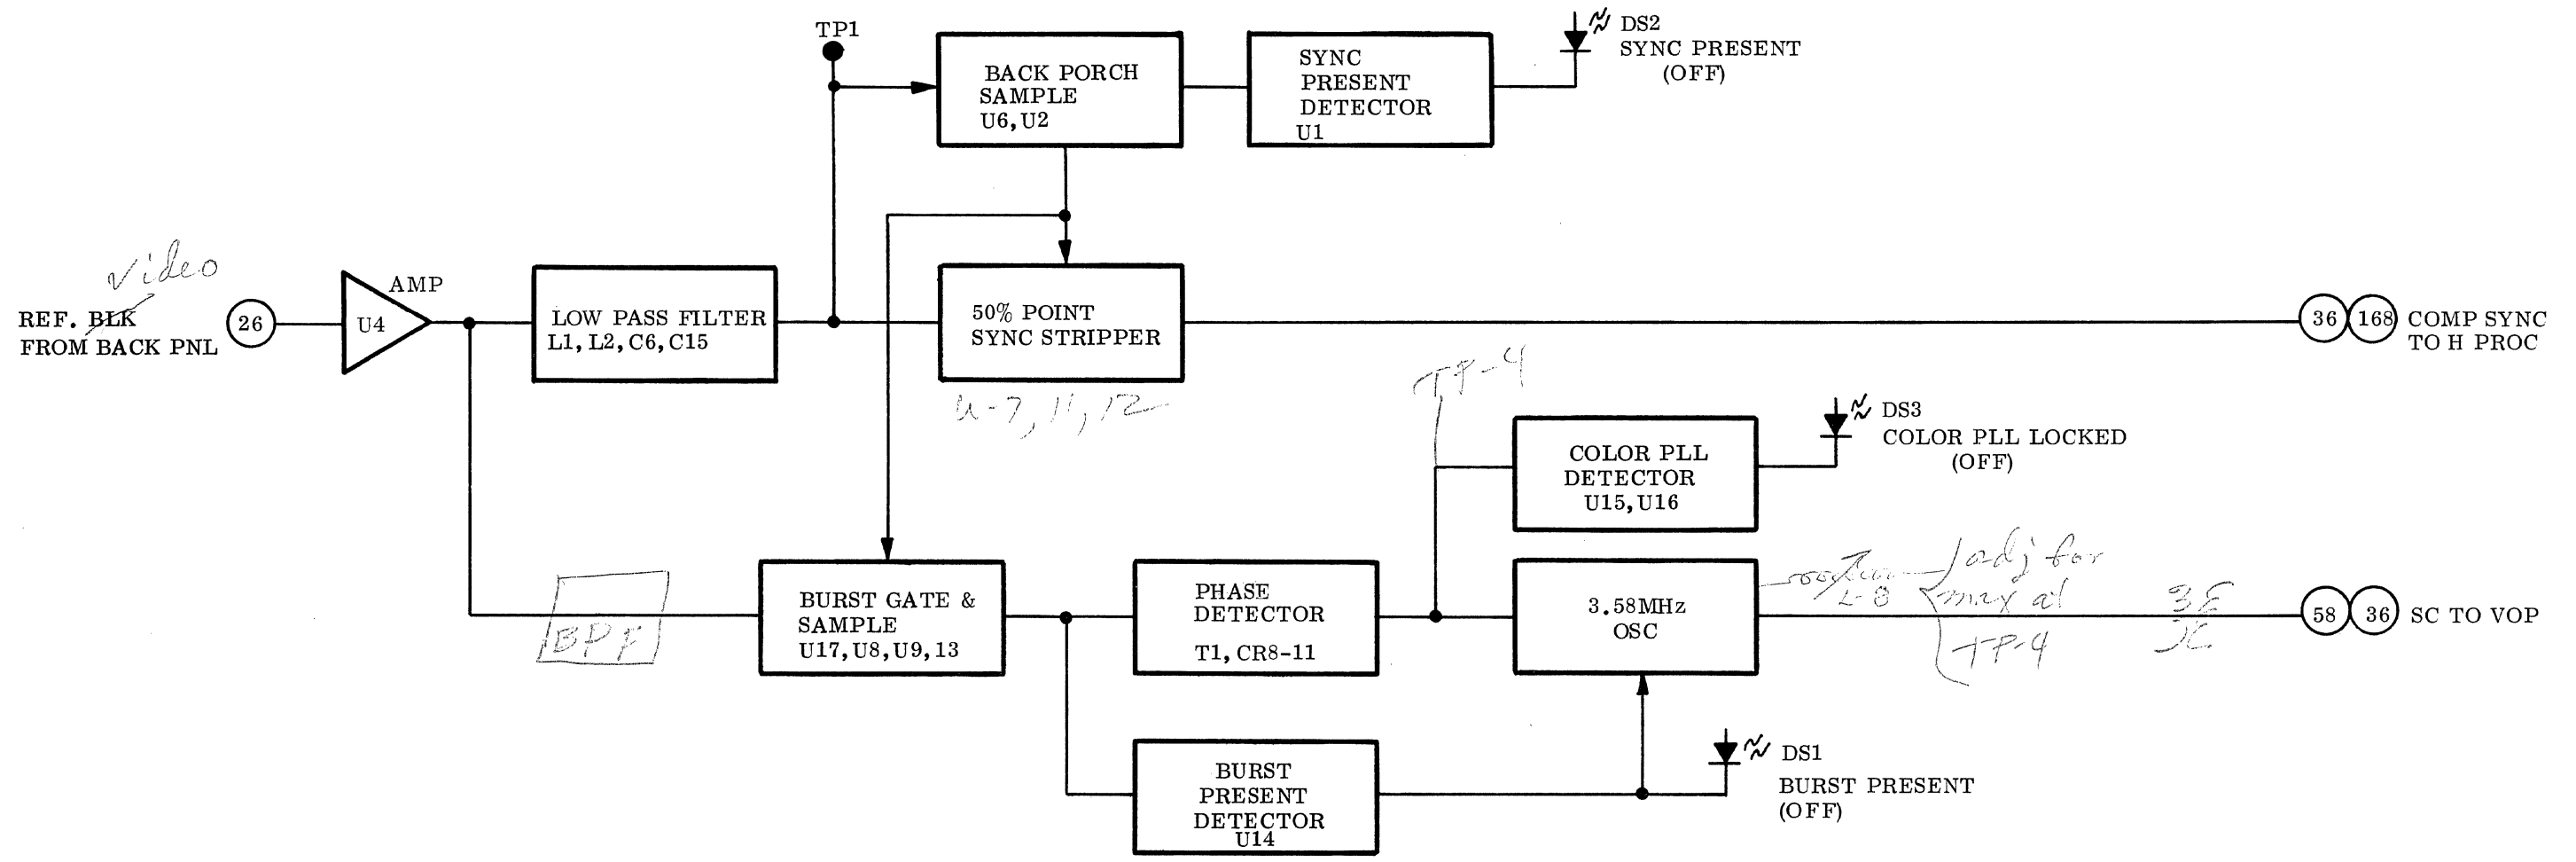 TP1
BACK PORCH
SAMPLE
U6, U2
SYNC
PRESENT
DETECTOR
U1
DS2
SYNC PRESENT
(OFF)
video
REF. BLK
FROM BACK PNL
26
U4
AMP
LOW PASS FILTER
L1, L2, C6, C15
50% POINT
SYNC STRIPPER
U-7, 11, 12
36
168
COMP SYNC
TO H PROC
TP-4
COLOR PLL
DETECTOR
U15, U16
DS3
COLOR PLL LOCKED
(OFF)
BPF
BURST GATE &
SAMPLE
U17, U8, U9, 13
PHASE
DETECTOR
T1, CR8-11
3.58MHz
OSC
L-8
adj for
max at
TP-4
58
36
SC TO VOP
BURST
PRESENT
DETECTOR
U14
DS1
BURST PRESENT
(OFF)